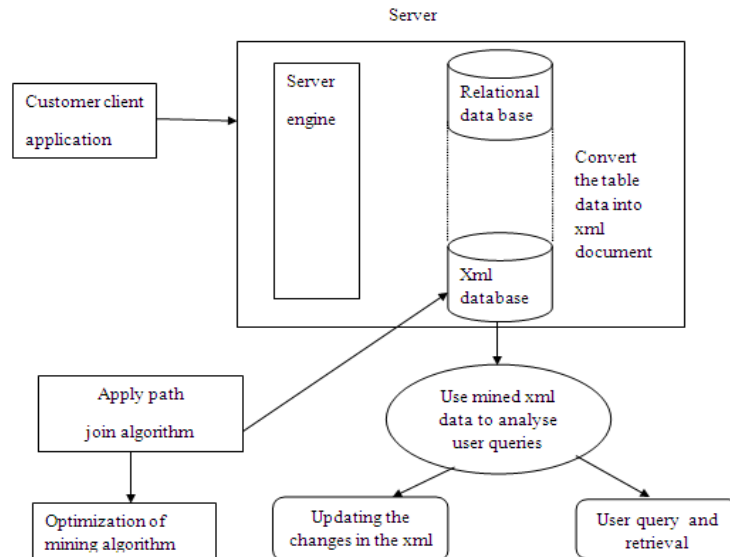 Server
Customer client
application
Server
engine
Relational
data base
Convert
the table
data into
xml
document
Xml
database
Apply path
join algorithm
Use mined xml
data to analyse
user queries
Optimization of
mining algorithm
Updating the
changes in the xml
User query and
retrieval